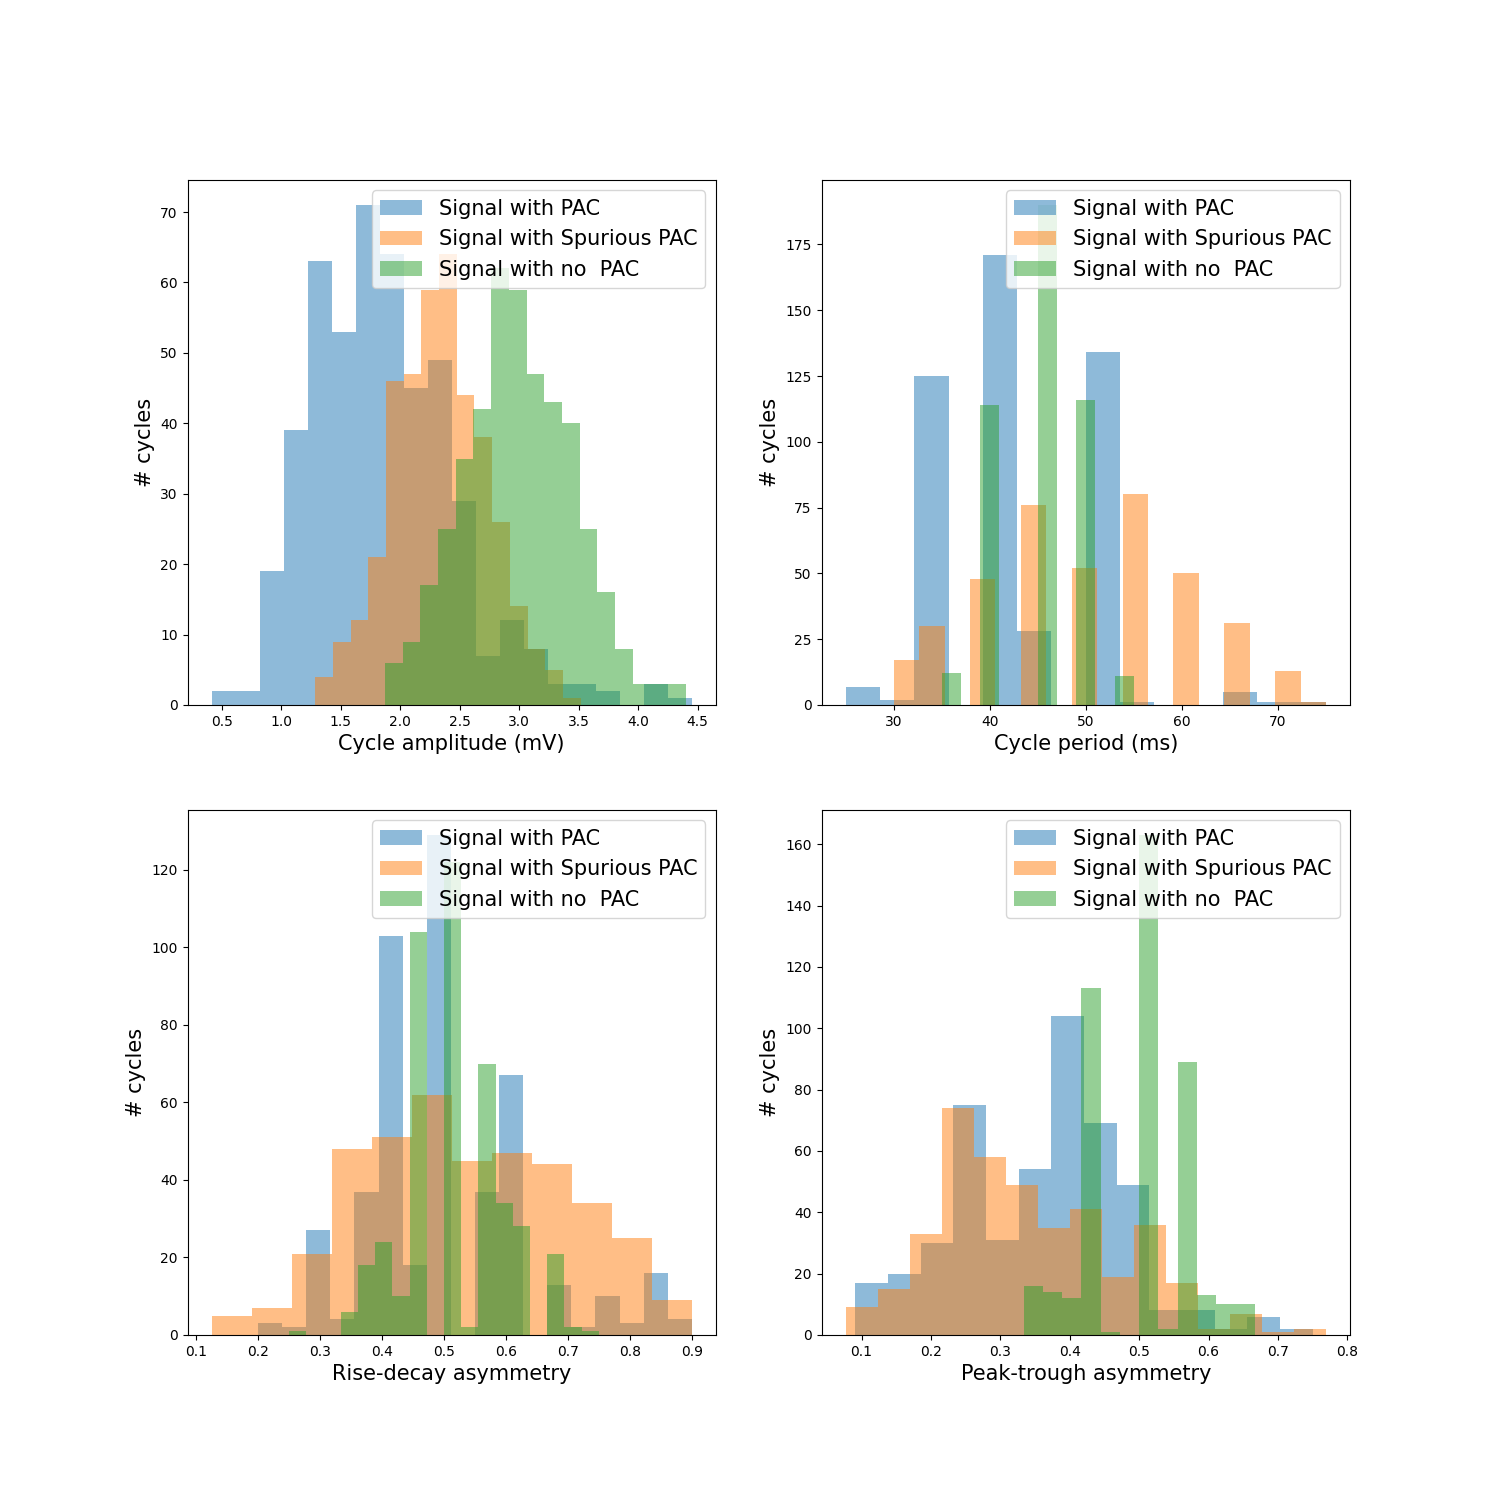 Signal with PAC
Signal with Spurious PAC
Signal with no  PAC
# cycles
70
60
50
40
30
20
10
0
0.5 1.0 1.5 2.0 2.5 3.0 3.5 4.0 4.5
Cycle amplitude (mV)
Signal with PAC
Signal with Spurious PAC
Signal with no  PAC
# cycles
175
150
125
100
75
50
25
0
30 40 50 60 70
Cycle period (ms)
Signal with PAC
Signal with Spurious PAC
Signal with no  PAC
# cycles
120
100
80
60
40
20
0
0.1 0.2 0.3 0.4 0.5 0.6 0.7 0.8 0.9
Rise-decay asymmetry
Signal with PAC
Signal with Spurious PAC
Signal with no  PAC
# cycles
160
140
120
100
80
60
40
20
0
0.1 0.2 0.3 0.4 0.5 0.6 0.7 0.8
Peak-trough asymmetry